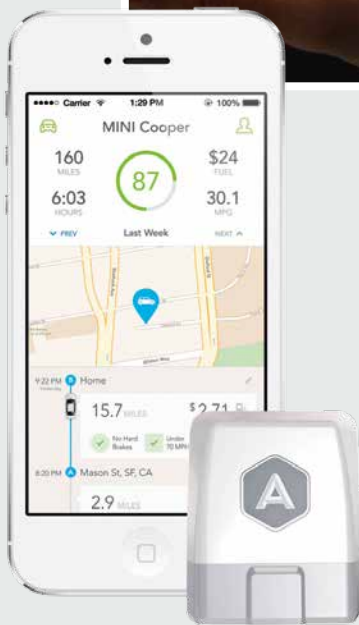 Carrier 1:29 PM 100%
MINI Cooper
160 87 $24
MILES FUEL
6:03 30.1
HOURS MPG
PREV Last Week NEXT
9:22 PM B Home
15.7 MILES $2.71
No Hard Under
Brakes 70 MPH
8:20 PM A Mason St, SF, CA
2.9 MILES
A